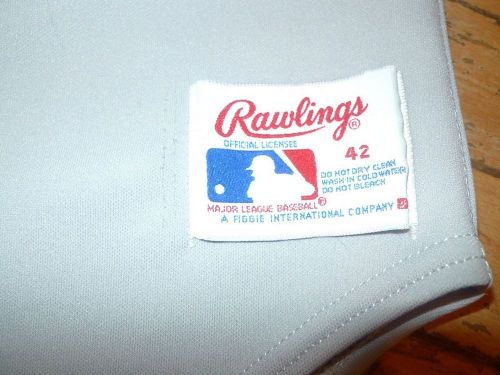 Rawlings®
OFFICIAL LICENSEE
42
DO NOT DRY CLEAN
WASH IN COLD WATER
DO NOT BLEACH
MAJOR LEAGUE BASEBALL®
A FIGGIE INTERNATIONAL COMPANY